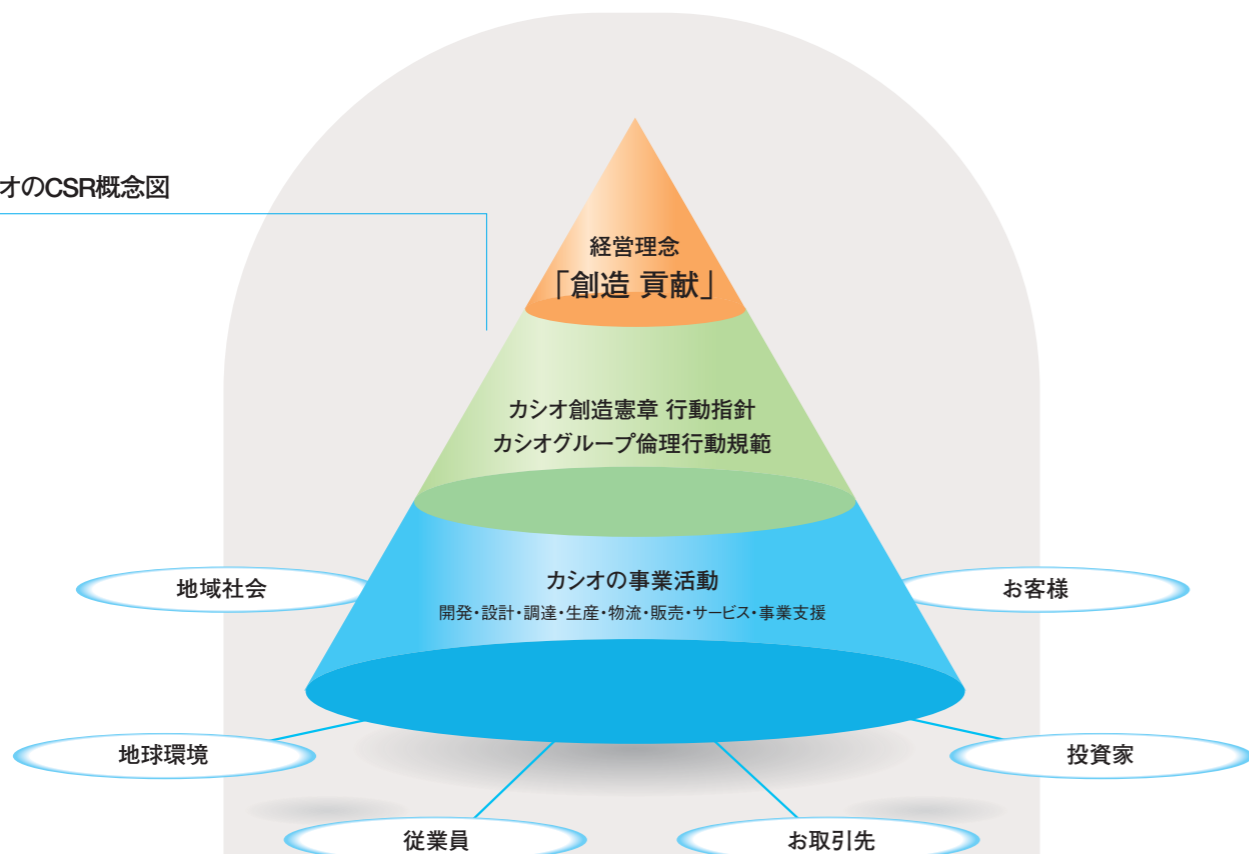 オのCSR概念図
経営理念
「創造 貢献」
カシオ創造憲章 行動指針
カシオグループ倫理行動規範
カシオの事業活動
開発・設計・調達・生産・物流・販売・サービス・事業支援
地域社会
お客様
地球環境
投資家
従業員
お取引先